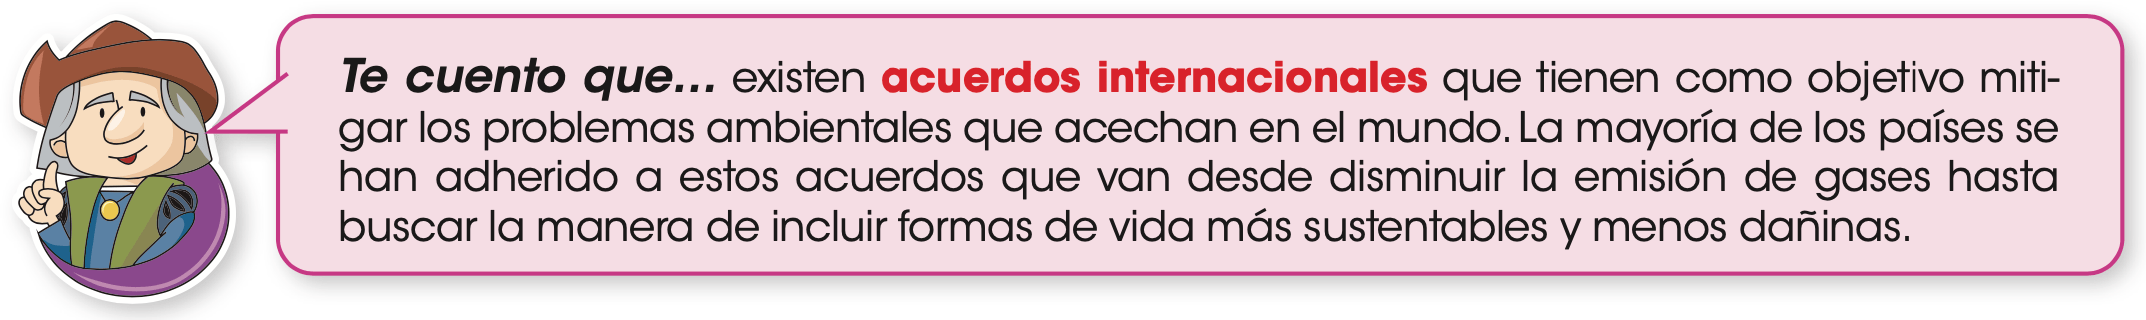 Te cuento que... existen acuerdos internacionales que tienen como objetivo miti-
gar los problemas ambientales que acechan en el mundo. La mayoría de los países se
han adherido a estos acuerdos que van desde disminuir la emisión de gases hasta
buscar la manera de incluir formas de vida más sustentables y menos dañinas.